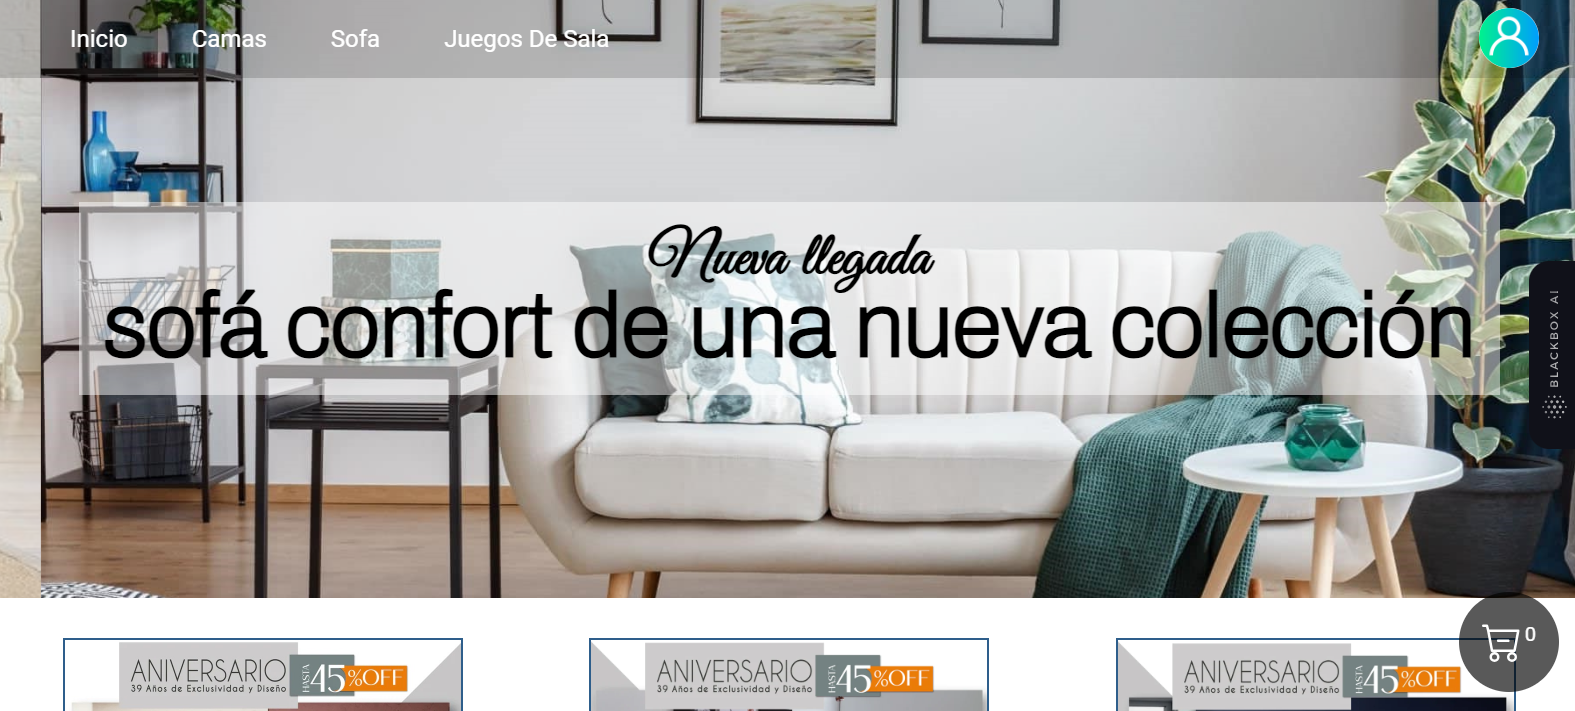 Inicio Camas Sofa Juegos De Sala
Nueva llegada
sofá confort de una nueva colección
BLACKBOX AI
0
ANIVERSARIO HASTA 45%OFF
39 Años de Exclusividad y Diseño
ANIVERSARIO HASTA 45%OFF
39 Años de Exclusividad y Diseño
ANIVERSARIO HASTA 45%OFF
39 Años de Exclusividad y Diseño